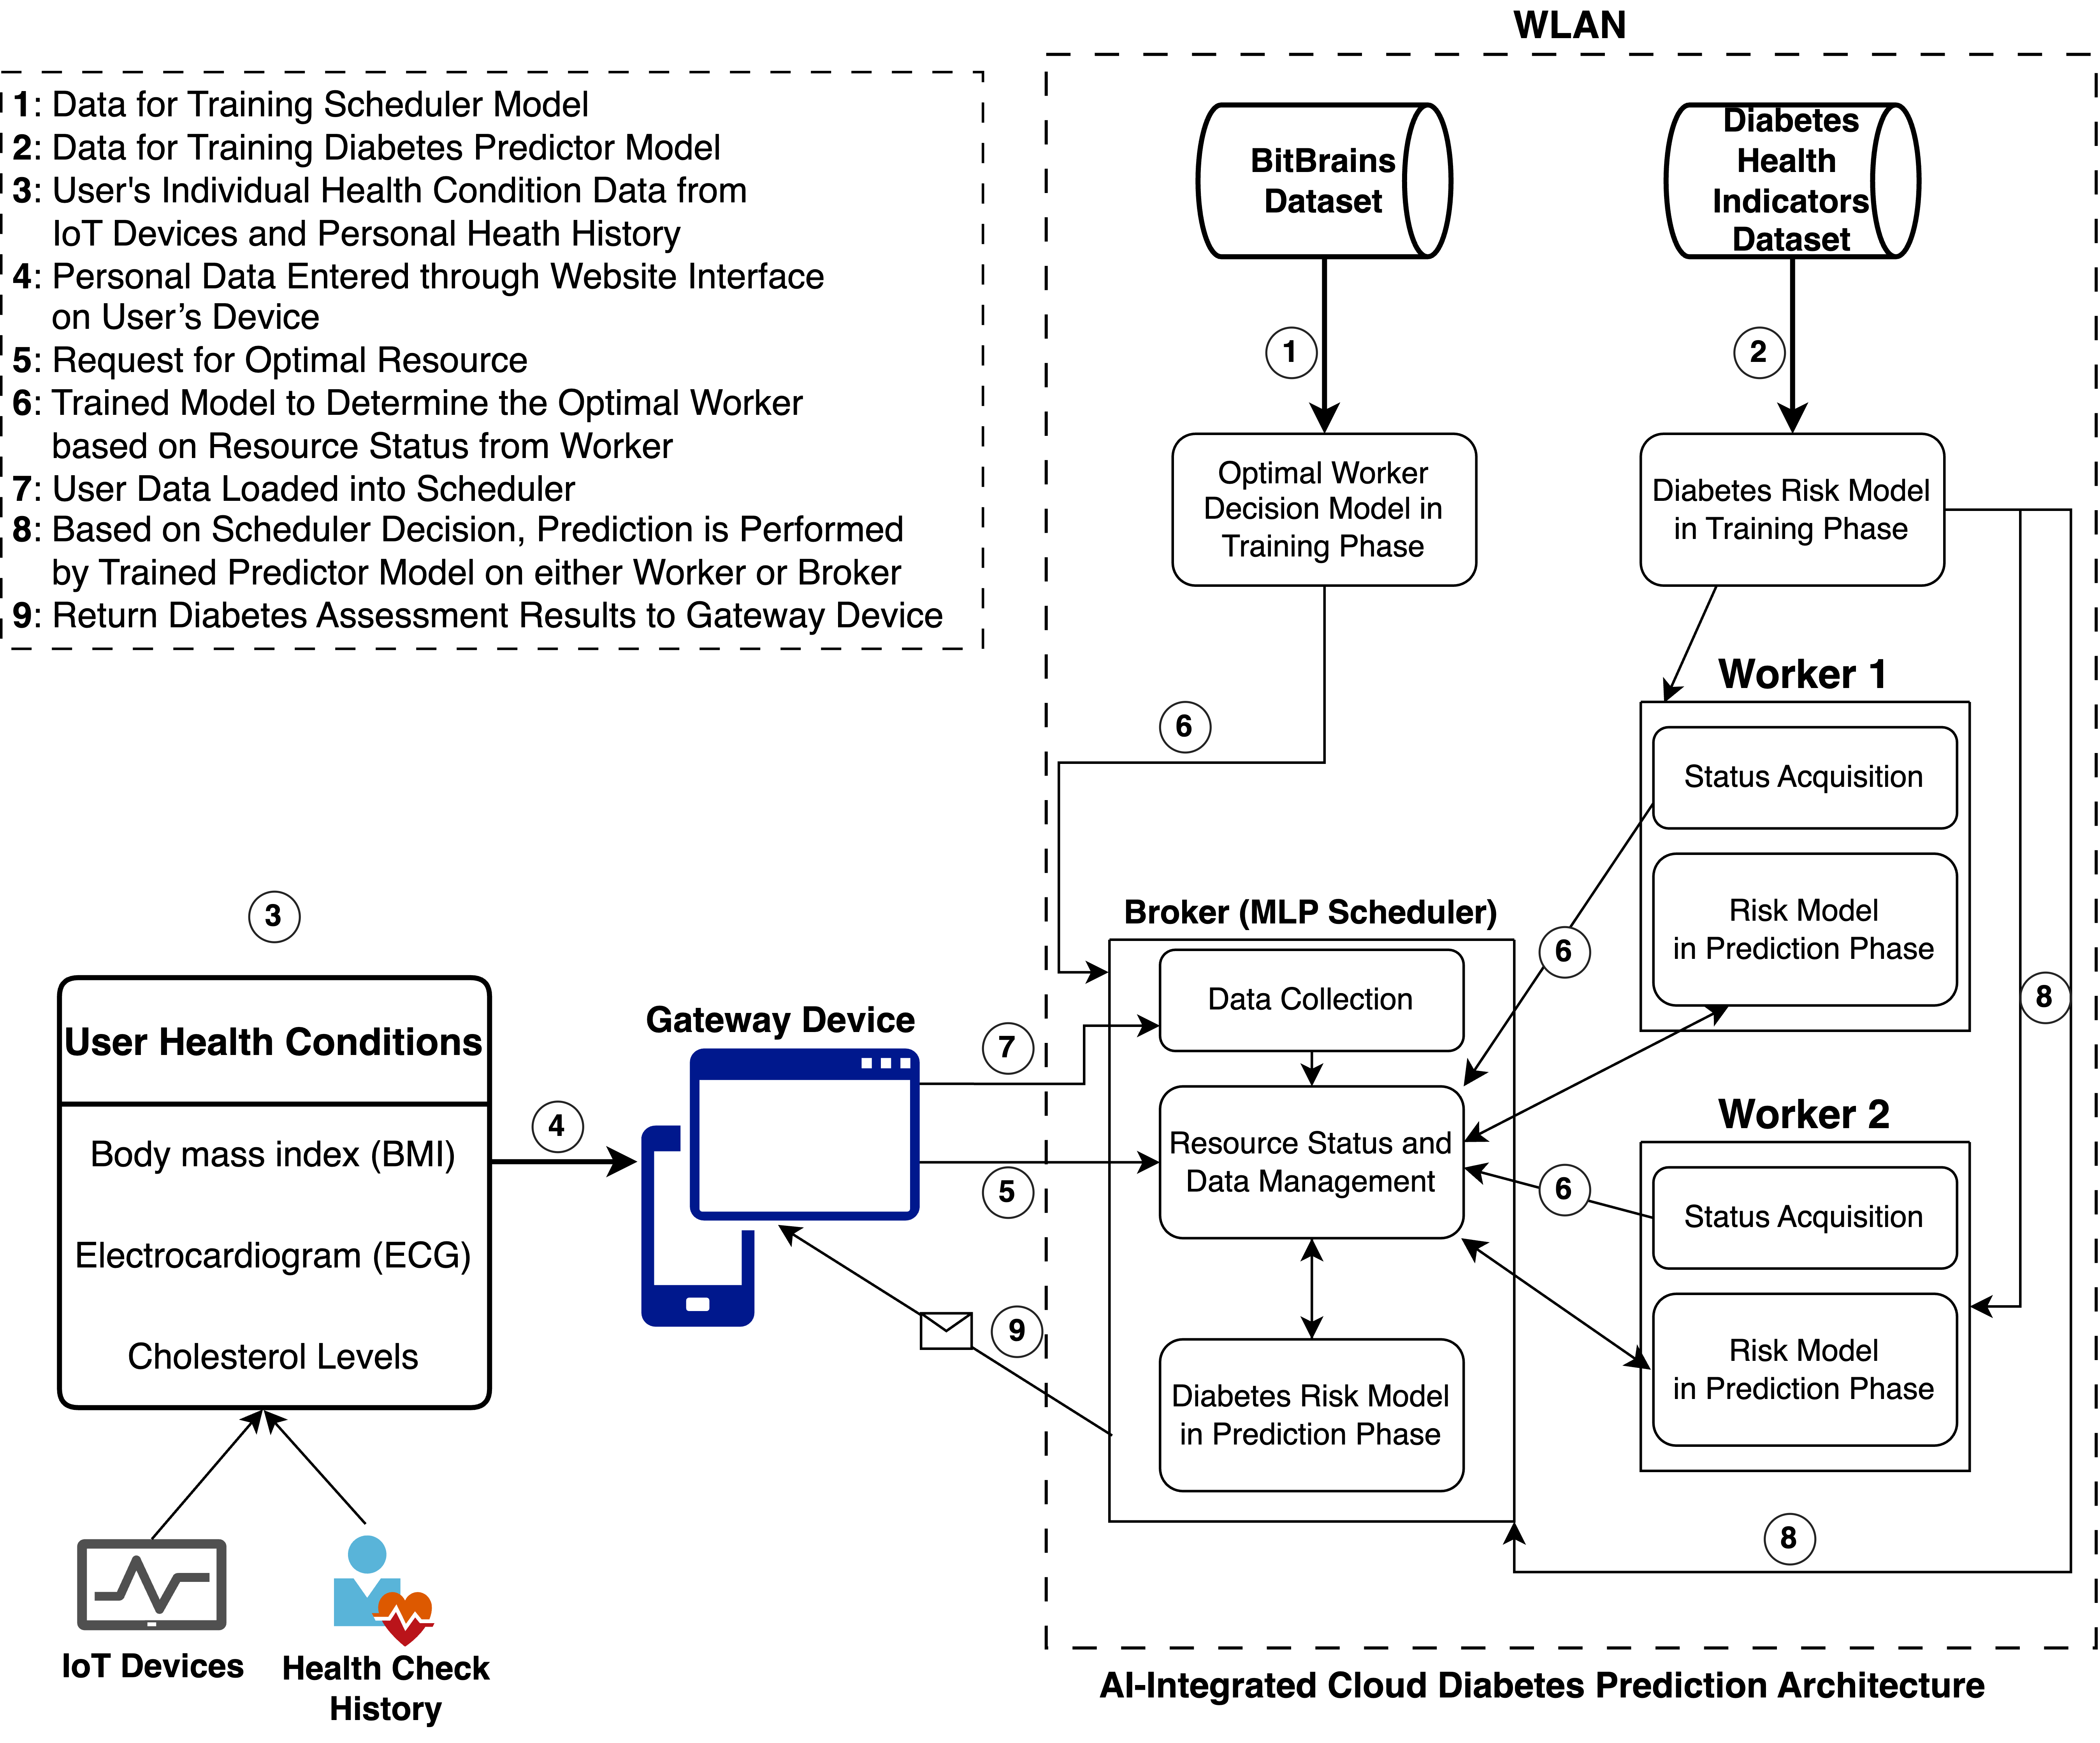 WLAN
1: Data for Training Scheduler Model
2: Data for Training Diabetes Predictor Model
3: User's Individual Health Condition Data from
IoT Devices and Personal Heath History
4: Personal Data Entered through Website Interface
on User’s Device
5: Request for Optimal Resource
6: Trained Model to Determine the Optimal Worker
based on Resource Status from Worker
7: User Data Loaded into Scheduler
8: Based on Scheduler Decision, Prediction is Performed
by Trained Predictor Model on either Worker or Broker
9: Return Diabetes Assessment Results to Gateway Device
BitBrains
Dataset
Diabetes
Health
Indicators
Dataset
1
2
Optimal Worker
Decision Model in
Training Phase
Diabetes Risk Model
in Training Phase
6
Worker 1
Status Acquisition
Risk Model
in Prediction Phase
6
8
3
User Health Conditions
Body mass index (BMI)
Electrocardiogram (ECG)
Cholesterol Levels
4
Gateway Device
7
5
9
Broker (MLP Scheduler)
Data Collection
Resource Status and
Data Management
Diabetes Risk Model
in Prediction Phase
Worker 2
6
Status Acquisition
Risk Model
in Prediction Phase
8
IoT Devices
Health Check
History
AI-Integrated Cloud Diabetes Prediction Architecture